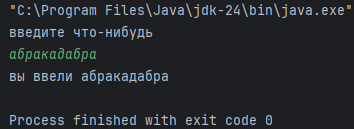 "C:\Program Files\Java\jdk-24\bin\java.exe"
введите что-нибудь
абракадабра
вы ввели абракадабра
Process finished with exit code 0